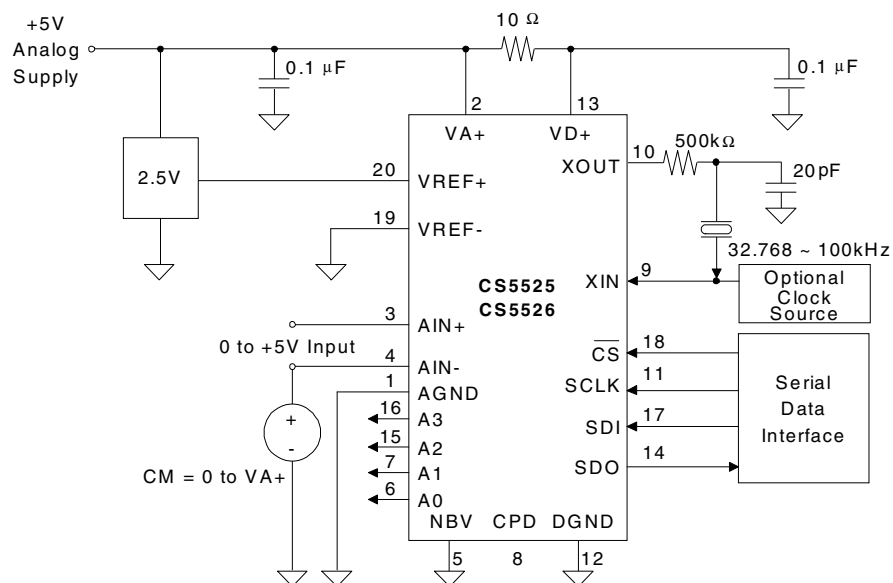 +5V
Analog
Supply
10 Ω
0.1 μF
0.1 μF
2
13
VA+
VD+
2.5V
20
VREF+
19
VREF-
XOUT
10
500kΩ
20pF
32.768 ~ 100kHz
XIN
9
Optional
Clock
Source
CS5525
CS5526
3
AIN+
0 to +5V Input
4
AIN-
1
AGND
16
A3
15
A2
7
A1
6
A0
+
-
CM = 0 to VA+
CS
18
SCLK
11
SDI
17
SDO
14
Serial
Data
Interface
NBV
CPD
DGND
5
8
12